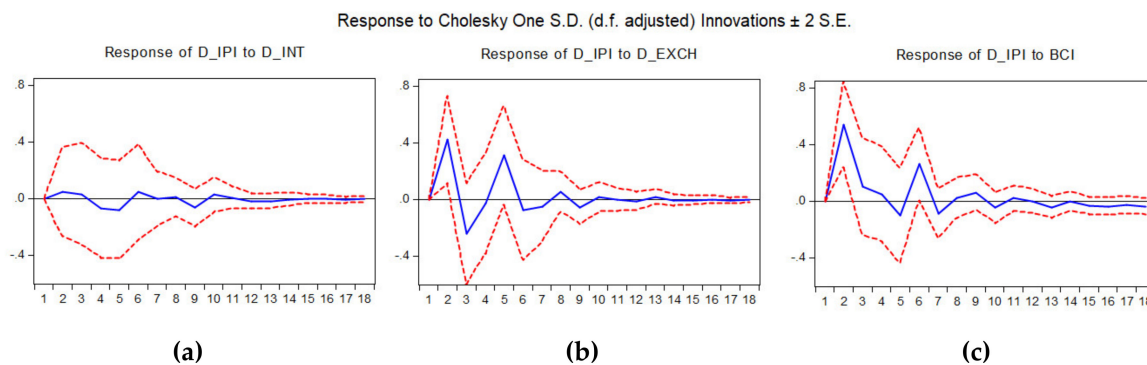 Response to Cholesky One S.D. (d.f. adjusted) Innovations ± 2 S.E.
Response of D_IPI to D_INT
Response of D_IPI to D_EXCH
Response of D_IPI to BCI
.8
.4
.0
-.4
1 2 3 4 5 6 7 8 9 10 11 12 13 14 15 16 17 18
.8
.4
.0
-.4
1 2 3 4 5 6 7 8 9 10 11 12 13 14 15 16 17 18
.8
.4
.0
-.4
1 2 3 4 5 6 7 8 9 10 11 12 13 14 15 16 17 18
(a)
(b)
(c)